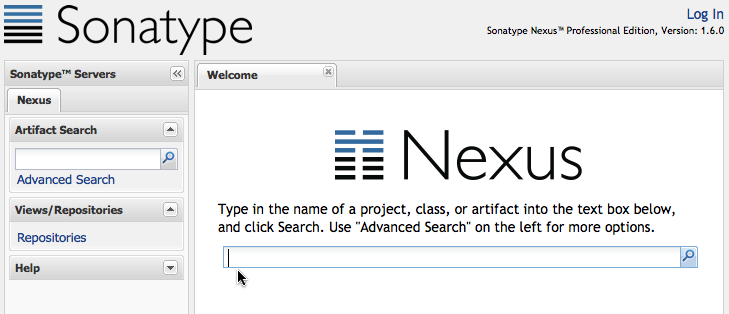 Sonatype
Log In
Sonatype Nexus™ Professional Edition, Version: 1.6.0
Sonatype™ Servers
Nexus
Artifact Search
Advanced Search
Views/Repositories
Repositories
Help
Welcome
Nexus
Type in the name of a project, class, or artifact into the text box below,
and click Search. Use "Advanced Search" on the left for more options.